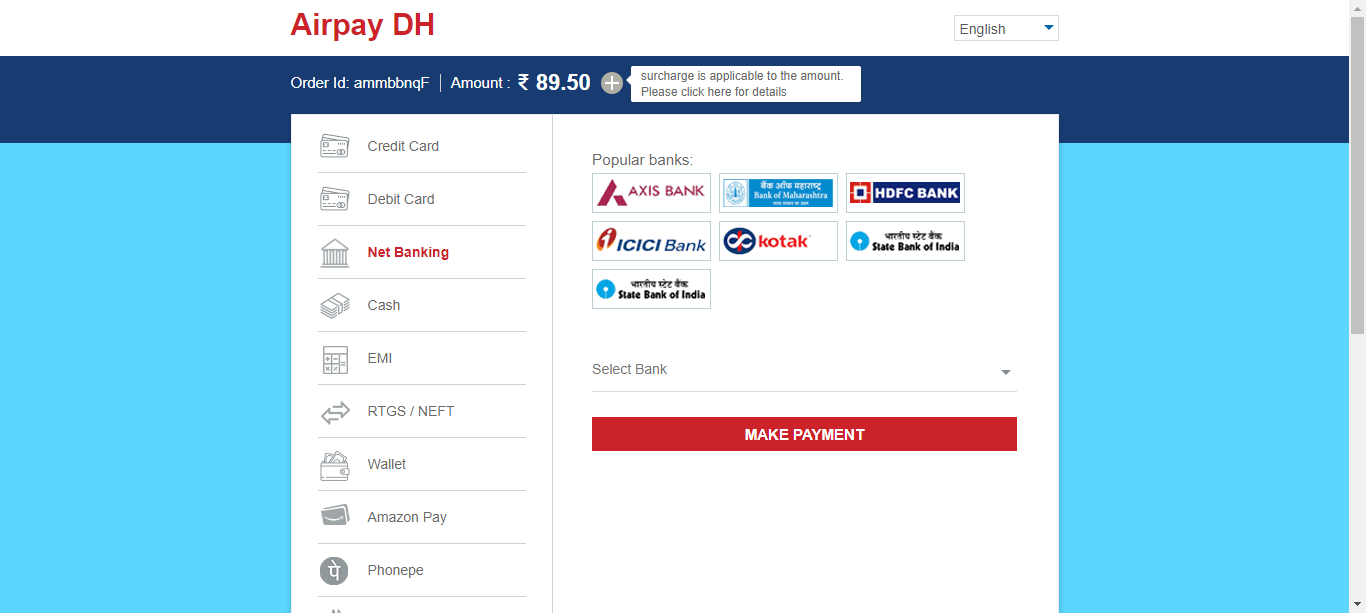 Airpay DH
English
Order Id: ammbbnqF
Amount : ₹ 89.50
surcharge is applicable to the amount.
Please click here for details
Credit Card
Debit Card
Net Banking
Cash
EMI
RTGS / NEFT
Wallet
Amazon Pay
Phonepe
पे
Popular banks:
AXIS BANK
बैंक ऑफ महाराष्ट्र
Bank of Maharashtra
HDFC BANK
ICICI Bank
kotak
भारतीय स्टेट बैंक
State Bank of India
भारतीय स्टेट बैंक
State Bank of India
Select Bank
MAKE PAYMENT